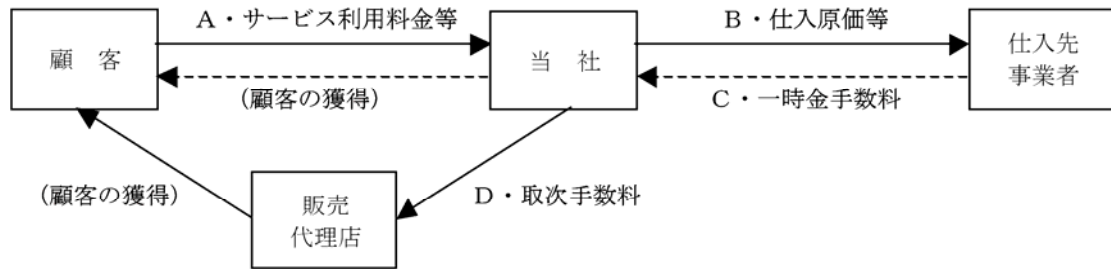 A・サービス利用料金等
B・仕入原価等
顧 客
当 社
仕入先
事業者
(顧客の獲得)
C・一時金手数料
(顧客の獲得)
販売
代理店
D・取次手数料